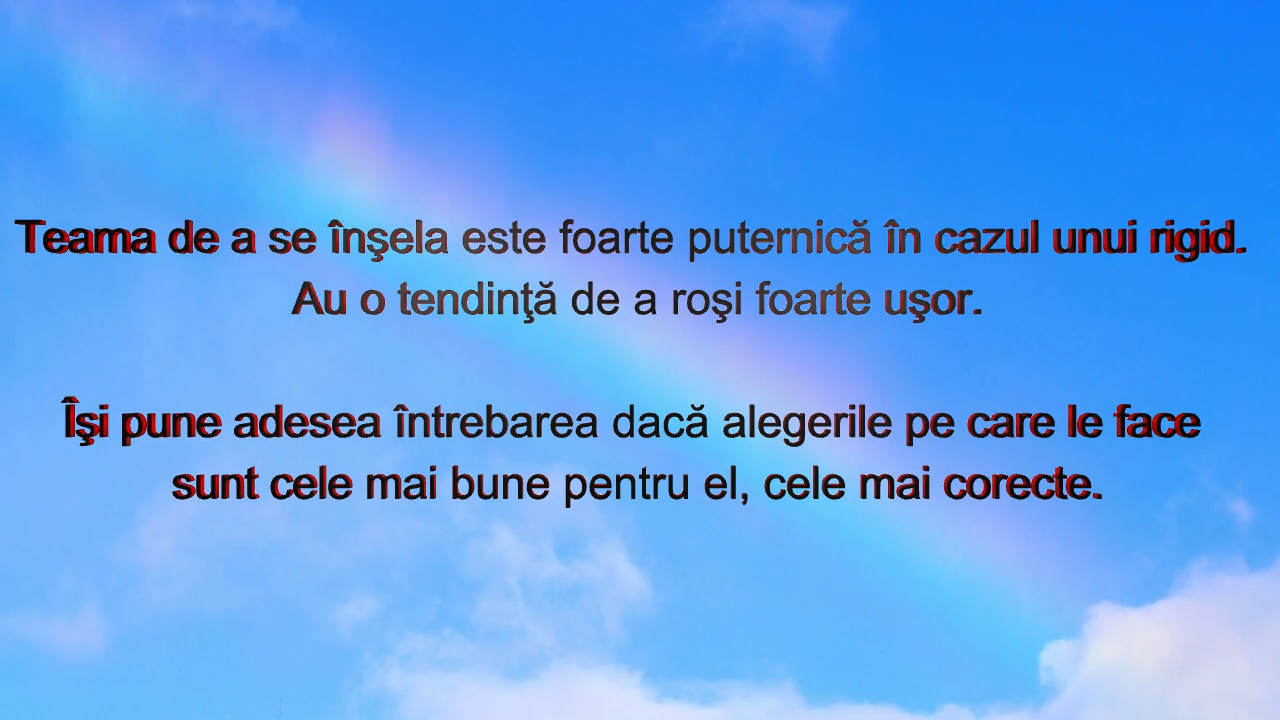 Teama de a se înşela este foarte puternică în cazul unui rigid.
Au o tendinţă de a roşi foarte uşor.
Îşi pune adesea întrebarea dacă alegerile pe care le face
sunt cele mai bune pentru el, cele mai corecte.